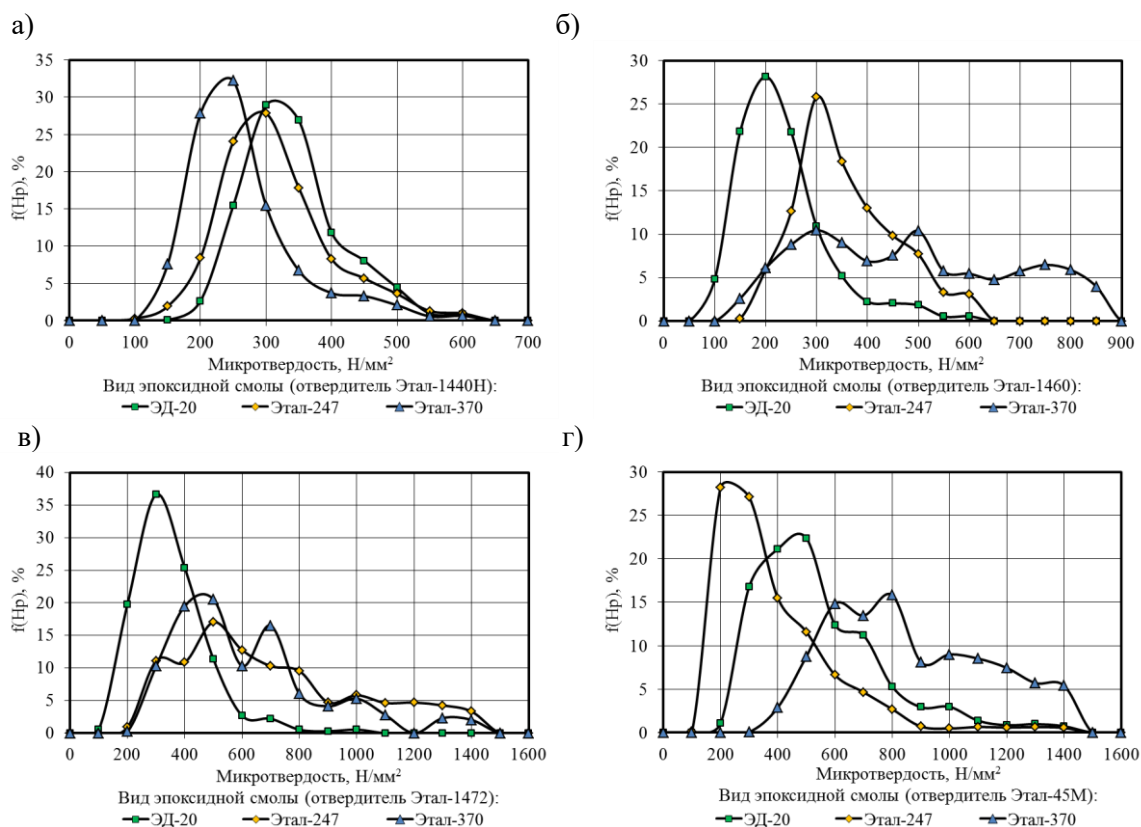 а)
f(Hp), %
35
30
25
20
15
10
5
0
0 100 200 300 400 500 600 700
Микротвердость, Н/мм²
Вид эпоксидной смолы (отвердитель Этал-1440Н):
ЭД-20 Этал-247 Этал-370
б)
f(Hp), %
30
25
20
15
10
5
0
0 100 200 300 400 500 600 700 800 900
Микротвердость, Н/мм²
Вид эпоксидной смолы (отвердитель Этал-1460):
ЭД-20 Этал-247 Этал-370
в)
f(Hp), %
40
35
30
25
20
15
10
5
0
0 200 400 600 800 1000 1200 1400 1600
Микротвердость, Н/мм²
Вид эпоксидной смолы (отвердитель Этал-1472):
ЭД-20 Этал-247 Этал-370
г)
f(Hp), %
30
25
20
15
10
5
0
0 200 400 600 800 1000 1200 1400 1600
Микротвердость, Н/мм²
Вид эпоксидной смолы (отвердитель Этал-45М):
ЭД-20 Этал-247 Этал-370